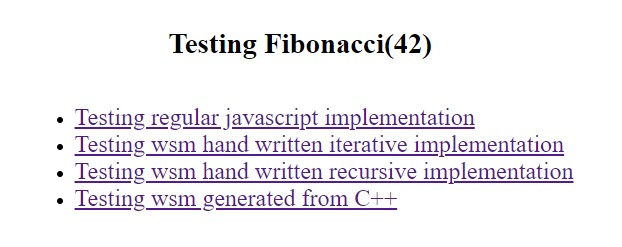 Testing Fibonacci(42)
Testing regular javascript implementation
Testing wsm hand written iterative implementation
Testing wsm hand written recursive implementation
Testing wsm generated from C++